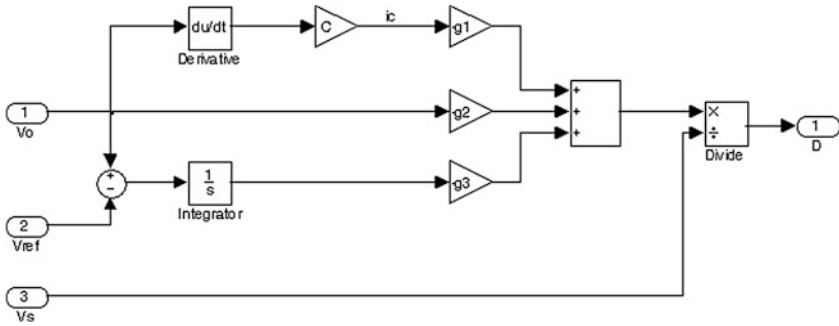 du/dt
Derivative
C
ic
-g1
1
Vo
-g2
+
+
+
×
÷
Divide
1
D
+
−
1
s
Integrator
-g3
2
Vref
3
Vs